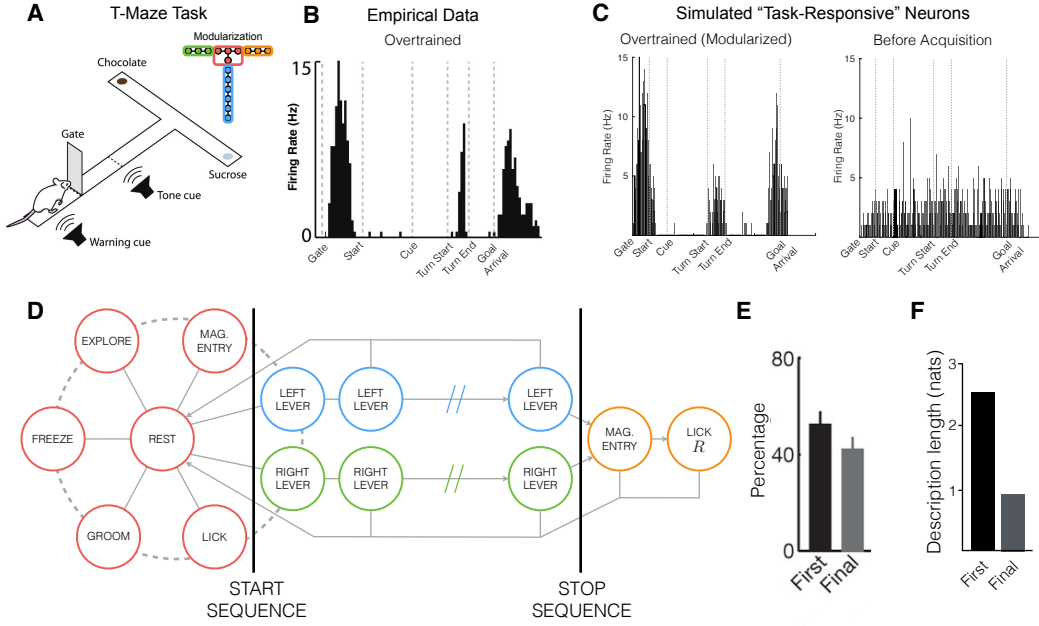 A
T-Maze Task
Modularization
Chocolate
Gate
Sucrose
Tone cue
Warning cue
B
Empirical Data
Overtrained
Firing Rate (Hz)
15
0
Gate
Start
Cue
Turn Start
Turn End
Goal
Arrival
C
Simulated “Task-Responsive” Neurons
Overtrained (Modularized)
Firing Rate (Hz)
15
10
5
Gate
Start
Cue
Turn Start
Turn End
Goal
Arrival
Before Acquisition
Firing Rate (Hz)
15
10
5
Gate
Start
Cue
Turn Start
Turn End
Goal
Arrival
D
EXPLORE
MAG.
ENTRY
FREEZE
REST
GROOM
LICK
LEFT
LEVER
LEFT
LEVER
//
LEFT
LEVER
RIGHT
LEVER
RIGHT
LEVER
//
RIGHT
LEVER
MAG.
ENTRY
LICK
R
START
SEQUENCE
STOP
SEQUENCE
E
Percentage
80
40
0
First
Final
F
Description length (nats)
3
2
1
0
First
Final